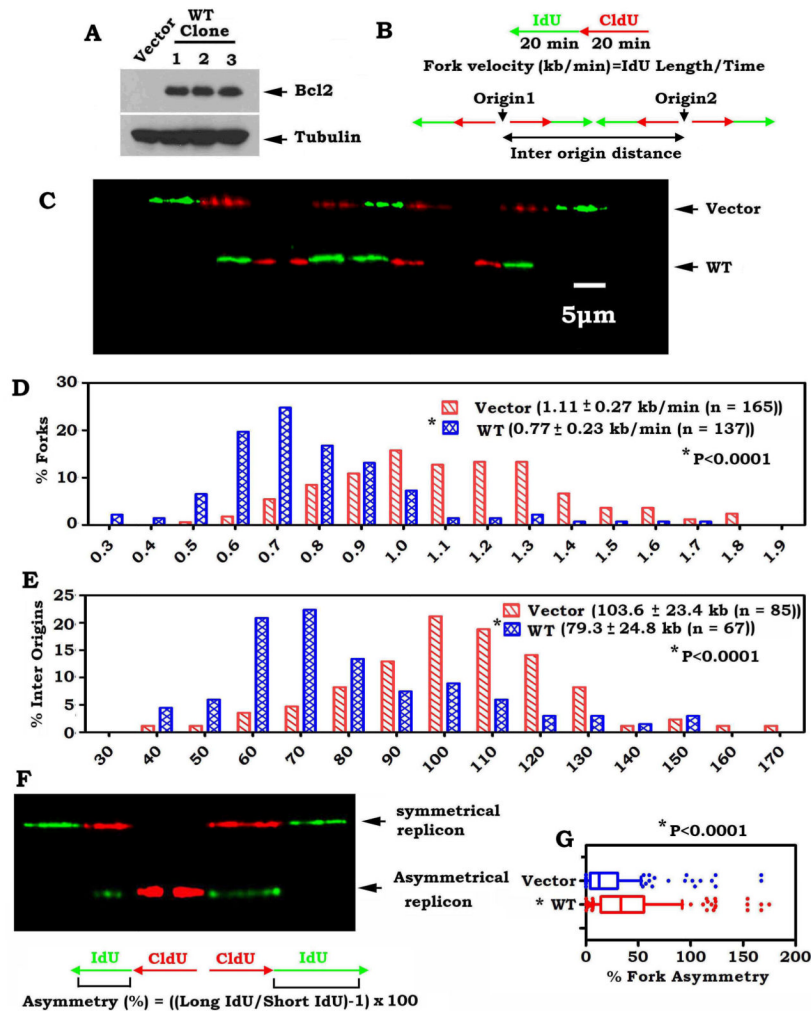 A
Vector
WT
Clone
1 2 3
Bcl2
Tubulin
B
IdU CldU
20 min 20 min
Fork velocity (kb/min)=IdU Length/Time
Origin1 Origin2
Inter origin distance
C
Vector
WT
5μm
D
% Forks
30
20
10
0
Vector (1.11 ± 0.27 kb/min (n = 165))
* WT (0.77 ± 0.23 kb/min (n = 137))
*P<0.0001
0.3 0.4 0.5 0.6 0.7 0.8 0.9 1.0 1.1 1.2 1.3 1.4 1.5 1.6 1.7 1.8 1.9
E
% Inter Origins
25
20
15
10
5
0
Vector (103.6 ± 23.4 kb (n = 85))
* WT (79.3 ± 24.8 kb (n = 67))
*P<0.0001
30 40 50 60 70 80 90 100 110 120 130 140 150 160 170
F
symmetrical
replicon
Asymmetrical
replicon
IdU CldU CldU IdU
Asymmetry (%) = ((Long IdU/Short IdU)-1) x 100
G
*P<0.0001
Vector
* WT
0 50 100 150 200
% Fork Asymmetry